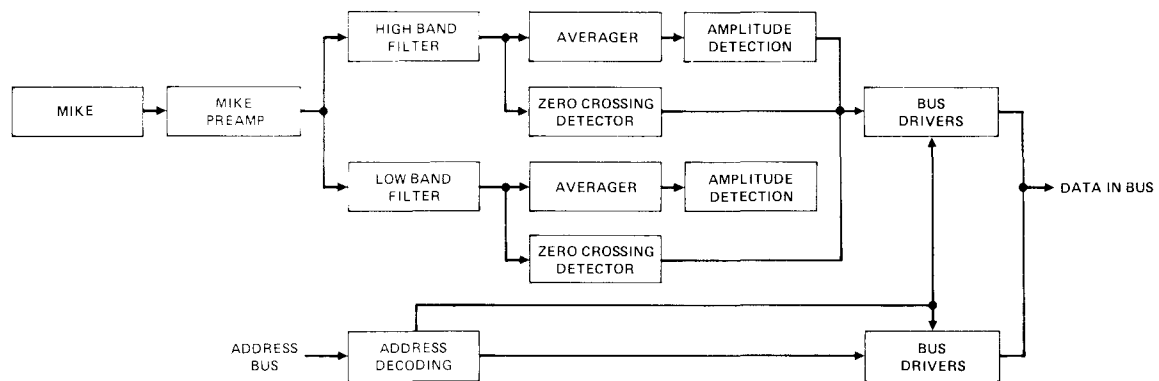 HIGH BAND
FILTER
AVERAGER
AMPLITUDE
DETECTION
MIKE
MIKE
PREAMP
ZERO CROSSING
DETECTOR
BUS
DRIVERS
LOW BAND
FILTER
AVERAGER
AMPLITUDE
DETECTION
DATA IN BUS
ZERO CROSSING
DETECTOR
ADDRESS
BUS
ADDRESS
DECODING
BUS
DRIVERS